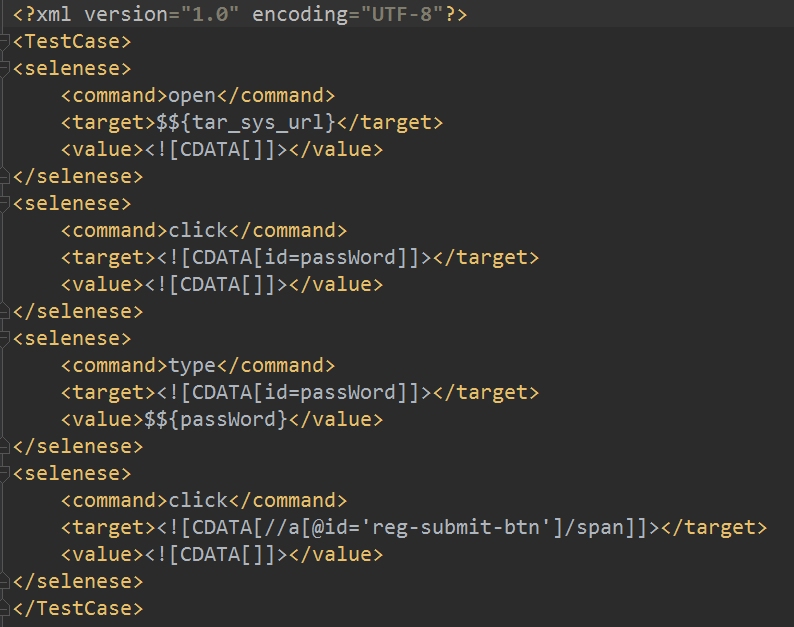 <?xml version="1.0" encoding="UTF-8"?>
<TestCase>
<selenese>
    <command>open</command>
    <target>$${tar_sys_url}</target>
    <value><![CDATA[]]></value>
</selenese>
<selenese>
    <command>click</command>
    <target><![CDATA[id=passWord]]></target>
    <value><![CDATA[]]></value>
</selenese>
<selenese>
    <command>type</command>
    <target><![CDATA[id=passWord]]></target>
    <value>$${passWord}</value>
</selenese>
<selenese>
    <command>click</command>
    <target><![CDATA[//a[@id='reg-submit-btn']/span]]></target>
    <value><![CDATA[]]></value>
</selenese>
</TestCase>